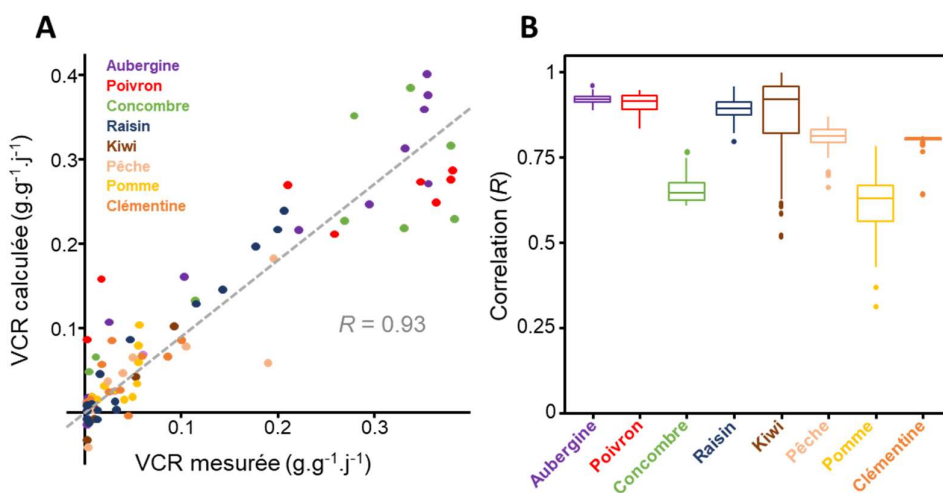 A
B
VCR calculée (g.g⁻¹.j⁻¹)
0.4
0.3
0.2
0.1
0
Aubergine
Poivron
Concombre
Raisin
Kiwi
Pêche
Pomme
Clémentine
R = 0.93
0.1
0.2
0.3
VCR mesurée (g.g⁻¹.j⁻¹)
Correlation (R)
1
0.75
0.5
0.25
0
Aubergine
Poivron
Concombre
Raisin
Kiwi
Pêche
Pomme
Clémentine